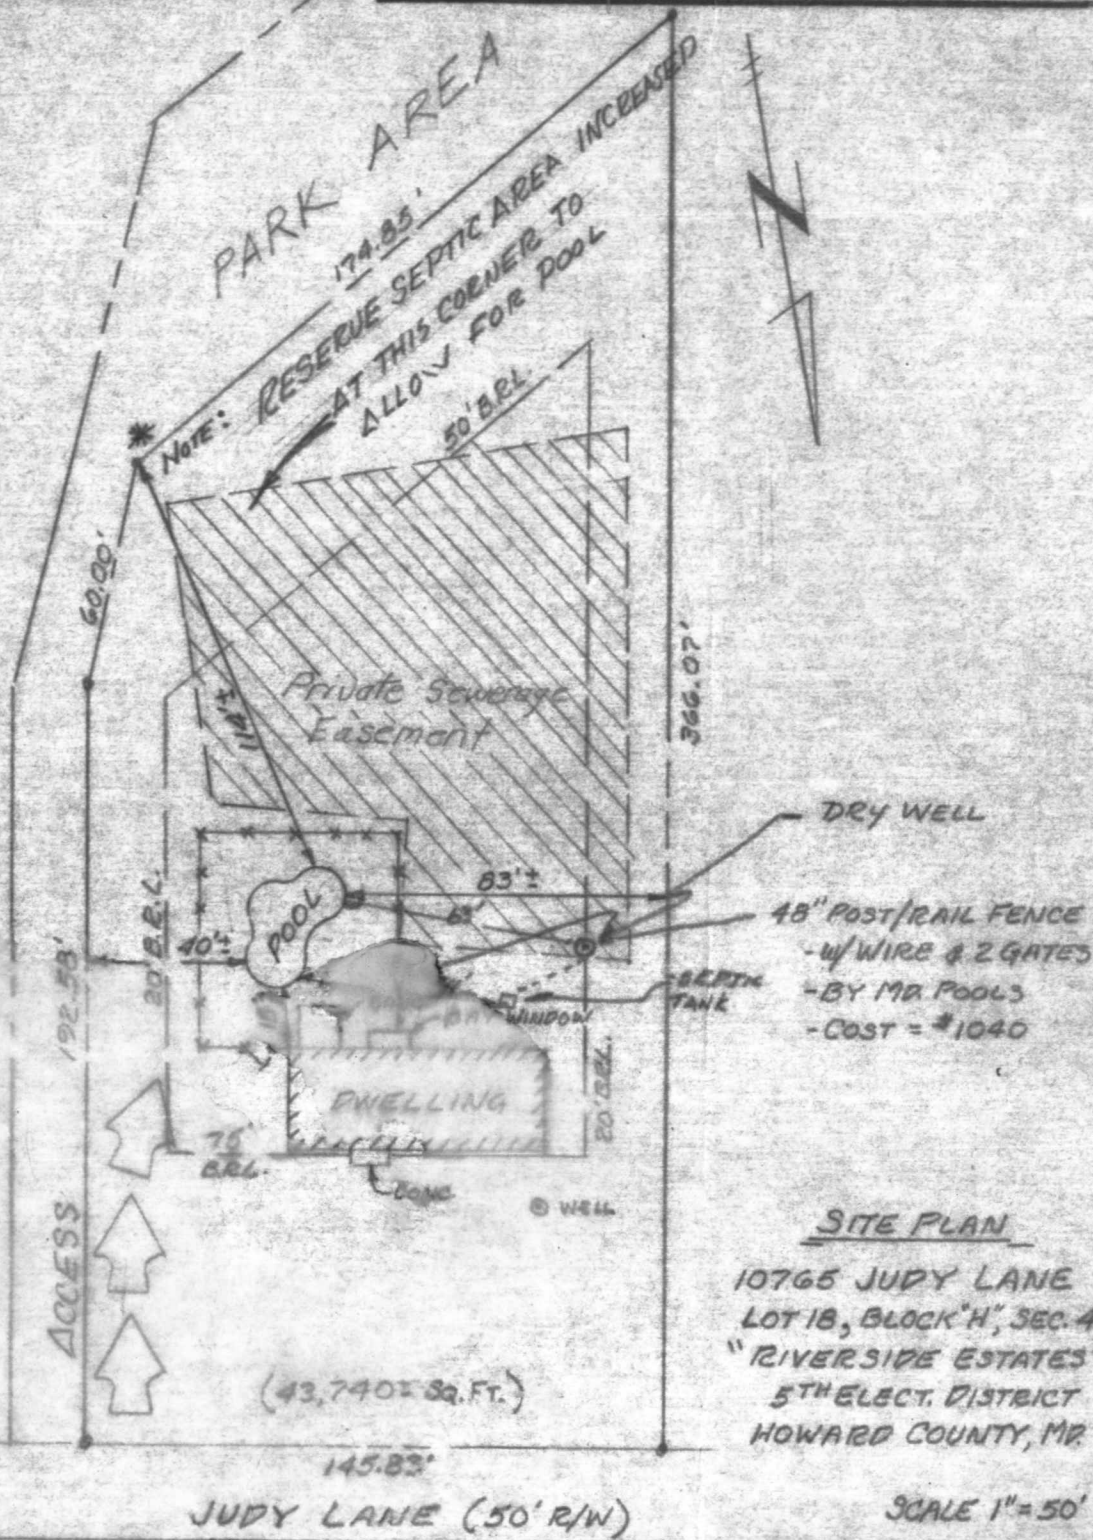 PARK AREA
174.85'
NOTE: RESERVE SEPTIC AREA INCREASED
AT THIS CORNER TO
ALLOW FOR POOL
50' B.R.L.
60.00'
Private Sewerage
Easement
114'±
366.07'
DRY WELL
83'±
65'
POOL
40'±
20' B.R.L.
192.58'
48" POST/RAIL FENCE
-W/WIRE & 2 GATES
-BY MD. POOLS
-COST = $1040
SEPTIC
TANK
BAY WINDOW
DWELLING
20' B.R.L.
75'
B.R.L.
CONC
WELL
ACCESS
SITE PLAN
10765 JUDY LANE
LOT 18, BLOCK "H", SEC. 4
"RIVERSIDE ESTATES
5TH ELECT. DISTRICT
HOWARD COUNTY, MD.
(43,740± SQ. FT.)
145.83'
JUDY LANE (50' R/W)
SCALE 1"=50'